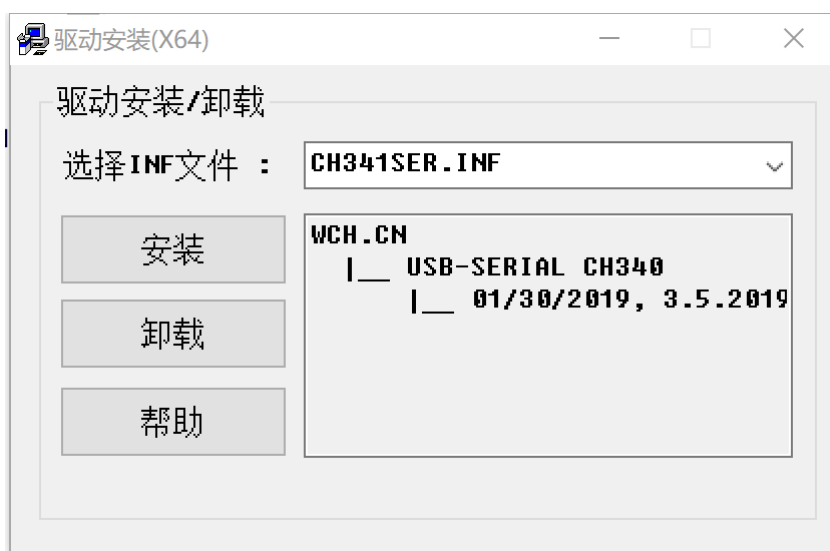 驱动安装(X64)
驱动安装/卸载
选择INF文件 :
CH341SER.INF
安装
卸载
帮助
WCH.CN
|__ USB-SERIAL CH340
|__ 01/30/2019, 3.5.2019